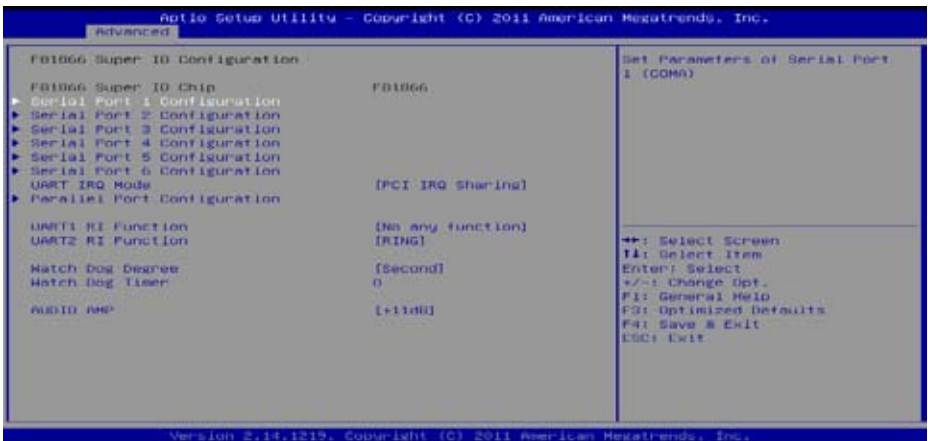 Aptio Setup Utility – Copyright (C) 2011 American Megatrends, Inc.
Advanced
F81866 Super IO Configuration
F81866 Super IO Chip F81866
Serial Port 1 Configuration
Serial Port 2 Configuration
Serial Port 3 Configuration
Serial Port 4 Configuration
Serial Port 5 Configuration
Serial Port 6 Configuration
UART IRQ Mode [PCI IRQ Sharing]
Parallel Port Configuration
UART1 RI Function [No any function]
UART2 RI Function [RING]
Watch Dog Degree [Second]
Watch Dog Timer 0
AUDIO AMP [+11dB]
Set Parameters of Serial Port
1 (COMA)
→←: Select Screen
↑↓: Select Item
Enter: Select
+/-: Change Opt.
F1: General Help
F3: Optimized Defaults
F4: Save & Exit
ESC: Exit
Version 2.14.1219. Copyright (C) 2011 American Megatrends, Inc.